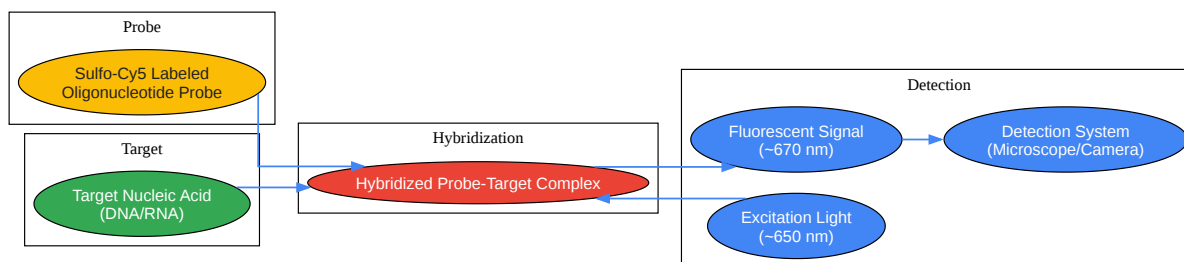 Probe
Sulfo-Cy5 Labeled
Oligonucleotide Probe
Target
Target Nucleic Acid
(DNA/RNA)
Hybridization
Hybridized Probe-Target Complex
Detection
Fluorescent Signal
(~670 nm)
Detection System
(Microscope/Camera)
Excitation Light
(~650 nm)